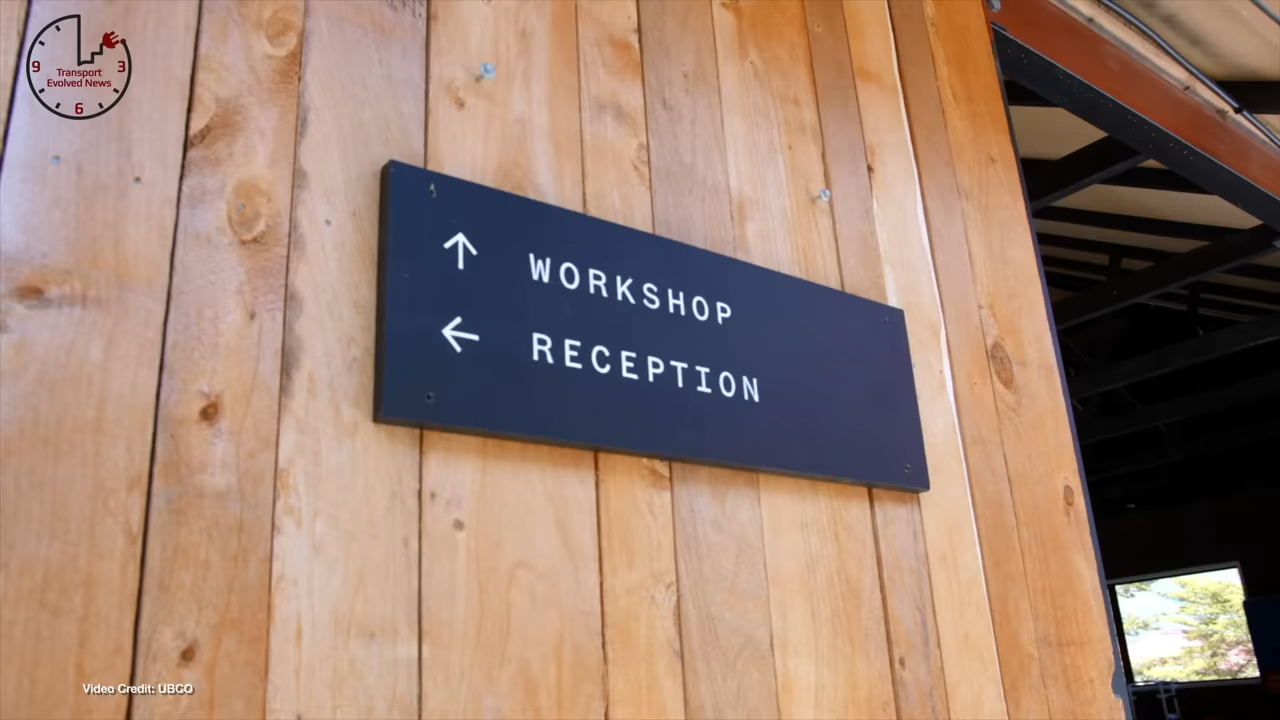 9
3
Transport
Evolved News
6
↑ WORKSHOP
← RECEPTION
Video Credit: UBCO